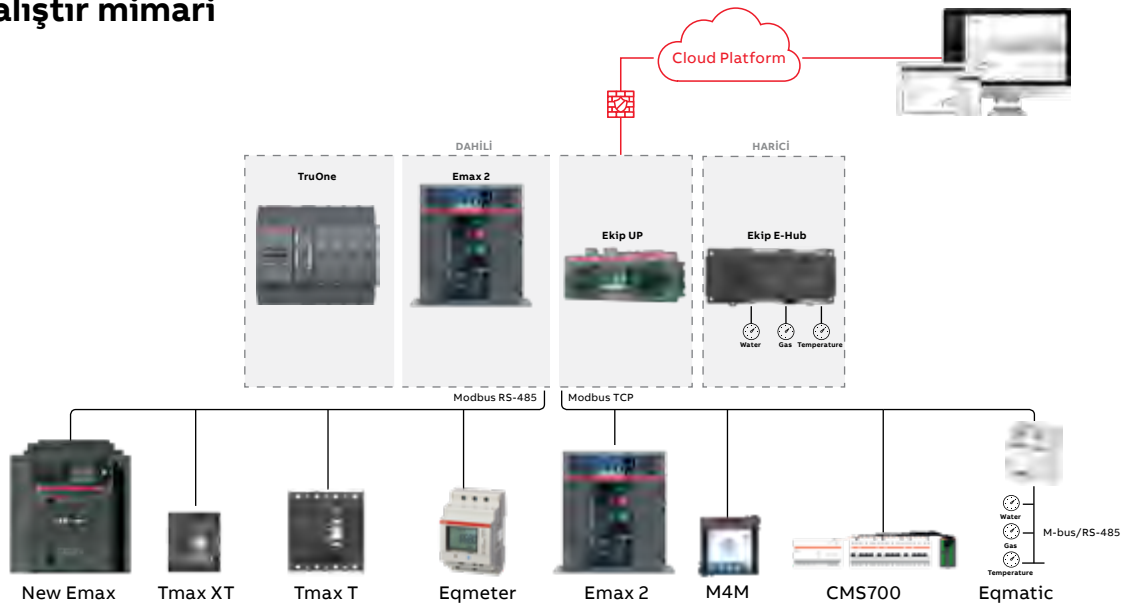 alıştır mimari
Cloud Platform
DAHİLİ
HARİCİ
TruOne
Emax 2
Ekip UP
Ekip E-Hub
Water
Gas
Temperature
Modbus RS-485
Modbus TCP
Water
Gas
Temperature
M-bus/RS-485
New Emax
Tmax XT
Tmax T
Eqmeter
Emax 2
M4M
CMS700
Eqmatic